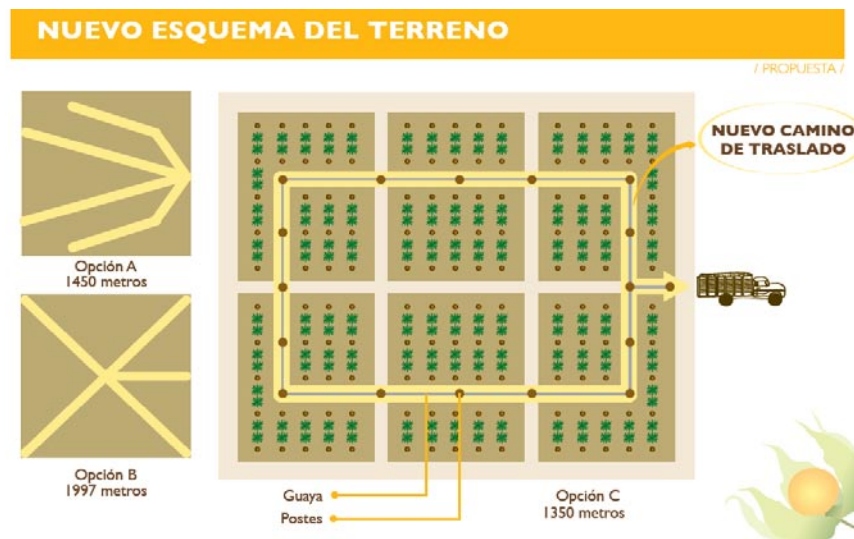 NUEVO ESQUEMA DEL TERRENO
/ PROPUESTA /
NUEVO CAMINO
DE TRASLADO
Opción A
1450 metros
Opción B
1997 metros
Guaya
Postes
Opción C
1350 metros